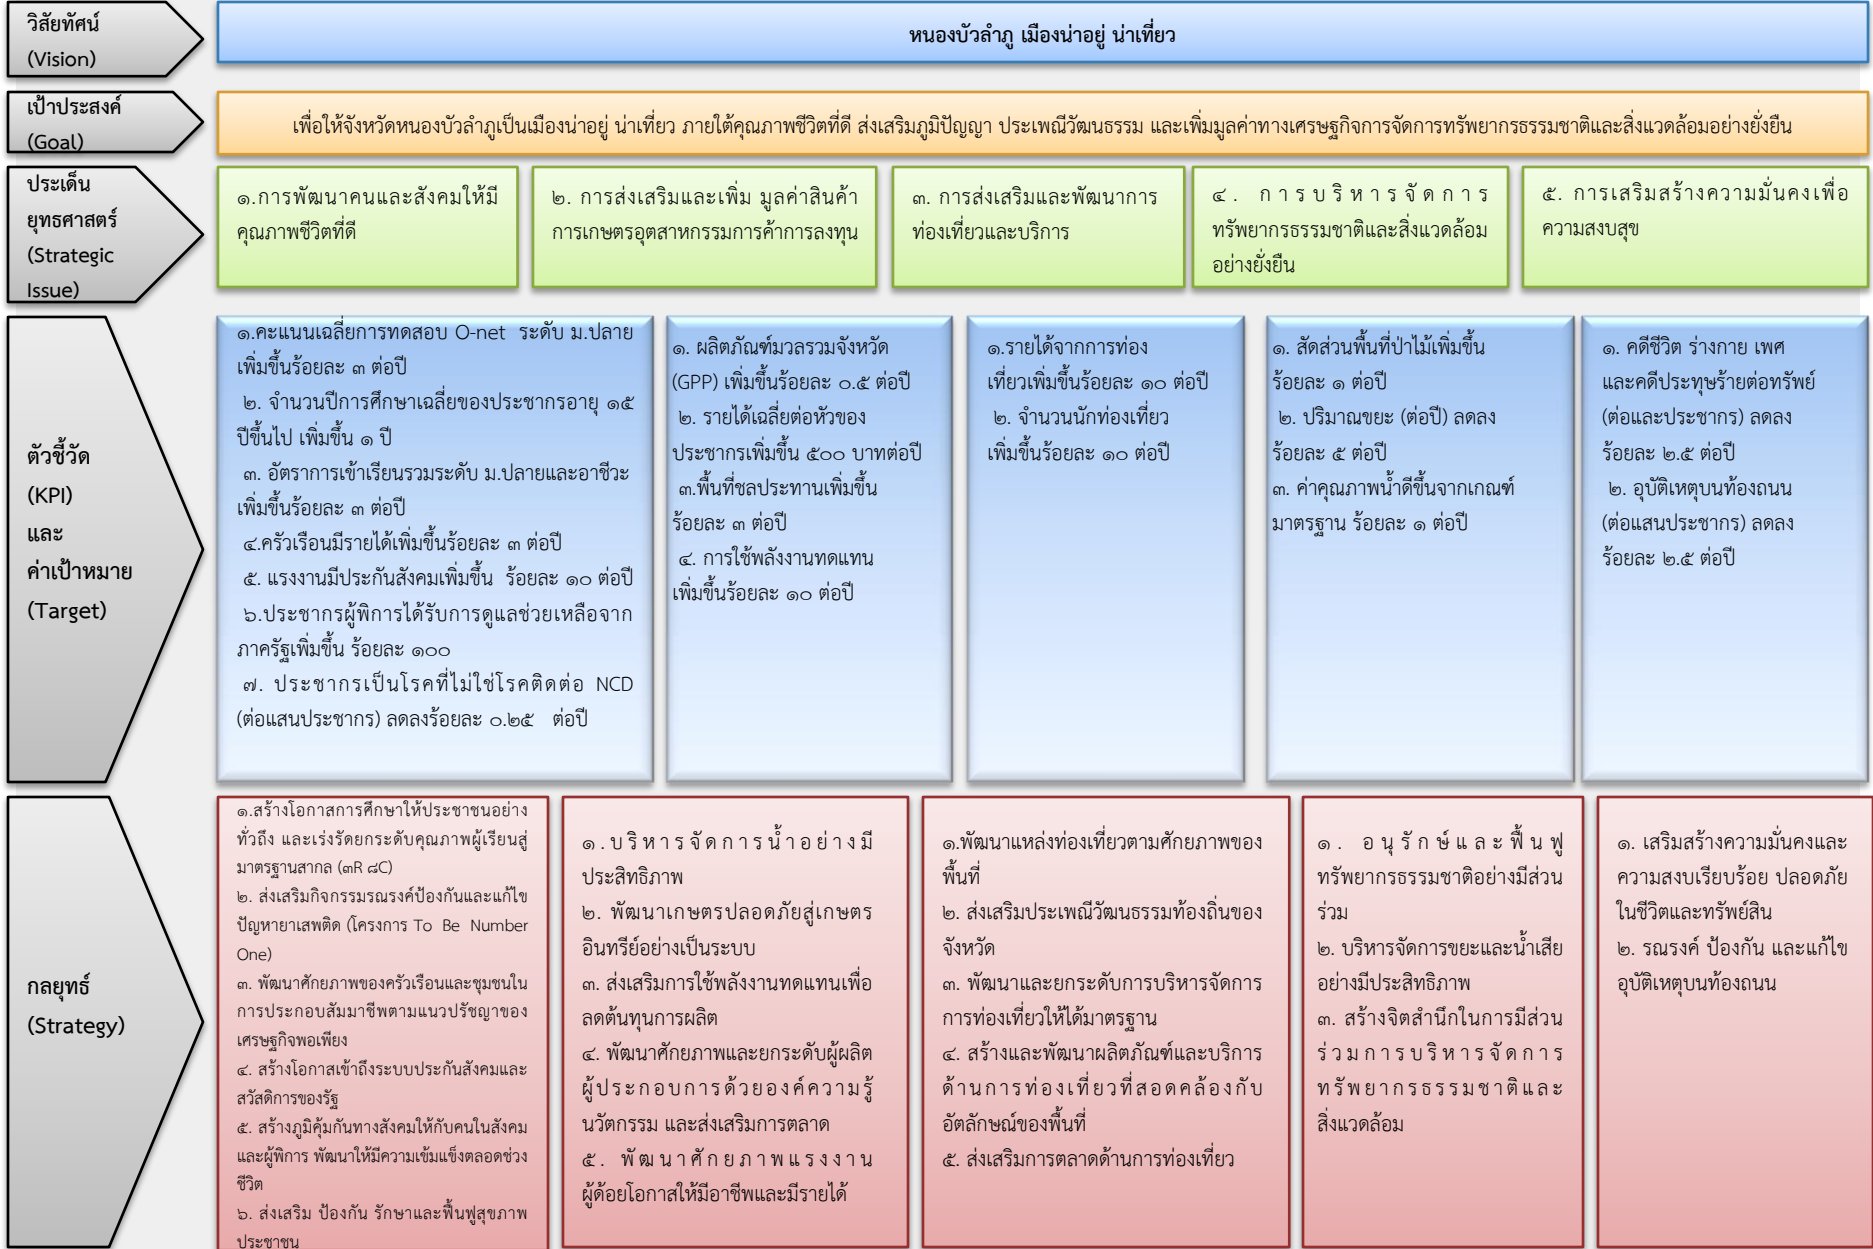 วิสัยทัศน์
(Vision)
หนองบัวลำภู เมืองน่าอยู่ น่าเที่ยว
เป้าประสงค์
(Goal)
เพื่อให้จังหวัดหนองบัวลำภูเป็นเมืองน่าอยู่ น่าเที่ยว ภายใต้คุณภาพชีวิตที่ดี ส่งเสริมภูมิปัญญา ประเพณีวัฒนธรรม และเพิ่มมูลค่าทางเศรษฐกิจการจัดการทรัพยากรธรรมชาติและสิ่งแวดล้อมอย่างยั่งยืน
ประเด็น
ยุทธศาสตร์
(Strategic
Issue)
๑.การพัฒนาคนและสังคมให้มี
คุณภาพชีวิตที่ดี
๒. การส่งเสริมและเพิ่ม มูลค่าสินค้า
การเกษตรอุตสาหกรรมการค้าการลงทุน
๓. การส่งเสริมและพัฒนาการ
ท่องเที่ยวและบริการ
๔. การบริหารจัดการ
ทรัพยากรธรรมชาติและสิ่งแวดล้อม
อย่างยั่งยืน
๕. การเสริมสร้างความมั่นคงเพื่อ
ความสงบสุข
ตัวชี้วัด
(KPI)
และ
ค่าเป้าหมาย
(Target)
๑.คะแนนเฉลี่ยการทดสอบ O-net ระดับ ม.ปลาย
เพิ่มขึ้นร้อยละ ๓ ต่อปี
๒. จำนวนปีการศึกษาเฉลี่ยของประชากรอายุ ๑๕
ปีขึ้นไป เพิ่มขึ้น ๑ ปี
๓. อัตราการเข้าเรียนรวมระดับ ม.ปลายและอาชีวะ
เพิ่มขึ้นร้อยละ ๓ ต่อปี
๔.ครัวเรือนมีรายได้เพิ่มขึ้นร้อยละ ๓ ต่อปี
๕. แรงงานมีประกันสังคมเพิ่มขึ้น ร้อยละ ๑๐ ต่อปี
๖.ประชากรผู้พิการได้รับการดูแลช่วยเหลือจาก
ภาครัฐเพิ่มขึ้น ร้อยละ ๑๐๐
๗. ประชากรเป็นโรคที่ไม่ใช่โรคติดต่อ NCD
(ต่อแสนประชากร) ลดลงร้อยละ ๐.๒๕ ต่อปี
๑. ผลิตภัณฑ์มวลรวมจังหวัด
(GPP) เพิ่มขึ้นร้อยละ ๐.๕ ต่อปี
๒. รายได้เฉลี่ยต่อหัวของ
ประชากรเพิ่มขึ้น ๕๐๐ บาทต่อปี
๓.พื้นที่ชลประทานเพิ่มขึ้น
ร้อยละ ๓ ต่อปี
๔. การใช้พลังงานทดแทน
เพิ่มขึ้นร้อยละ ๑๐ ต่อปี
๑.รายได้จากการท่อง
เที่ยวเพิ่มขึ้นร้อยละ ๑๐ ต่อปี
๒. จำนวนนักท่องเที่ยว
เพิ่มขึ้นร้อยละ ๑๐ ต่อปี
๑. สัดส่วนพื้นที่ป่าไม้เพิ่มขึ้น
ร้อยละ ๑ ต่อปี
๒. ปริมาณขยะ (ต่อปี) ลดลง
ร้อยละ ๕ ต่อปี
๓. ค่าคุณภาพน้ำดีขึ้นจากเกณฑ์
มาตรฐาน ร้อยละ ๑ ต่อปี
๑. คดีชีวิต ร่างกาย เพศ
และคดีประทุษร้ายต่อทรัพย์
(ต่อและประชากร) ลดลง
ร้อยละ ๒.๕ ต่อปี
๒. อุบัติเหตุบนท้องถนน
(ต่อแสนประชากร) ลดลง
ร้อยละ ๒.๕ ต่อปี
กลยุทธ์
(Strategy)
๑.สร้างโอกาสการศึกษาให้ประชาชนอย่าง
ทั่วถึง และเร่งรัดยกระดับคุณภาพผู้เรียนสู่
มาตรฐานสากล (๓R ๘C)
๒. ส่งเสริมกิจกรรมรณรงค์ป้องกันและแก้ไข
ปัญหายาเสพติด (โครงการ To Be Number
One)
๓. พัฒนาศักยภาพของครัวเรือนและชุมชนใน
การประกอบสัมมาชีพตามแนวปรัชญาของ
เศรษฐกิจพอเพียง
๔. สร้างโอกาสเข้าถึงระบบประกันสังคมและ
สวัสดิการของรัฐ
๕. สร้างภูมิคุ้มกันทางสังคมให้กับคนในสังคม
และผู้พิการ พัฒนาให้มีความเข้มแข็งตลอดช่วง
ชีวิต
๖. ส่งเสริม ป้องกัน รักษาและฟื้นฟูสุขภาพ
ประชาชน
๑.บริหารจัดการน้ำอย่างมี
ประสิทธิภาพ
๒. พัฒนาเกษตรปลอดภัยสู่เกษตร
อินทรีย์อย่างเป็นระบบ
๓. ส่งเสริมการใช้พลังงานทดแทนเพื่อ
ลดต้นทุนการผลิต
๔. พัฒนาศักยภาพและยกระดับผู้ผลิต
ผู้ประกอบการด้วยองค์ความรู้
นวัตกรรม และส่งเสริมการตลาด
๕. พัฒนาศักยภาพแรงงาน
ผู้ด้อยโอกาสให้มีอาชีพและมีรายได้
๑.พัฒนาแหล่งท่องเที่ยวตามศักยภาพของ
พื้นที่
๒. ส่งเสริมประเพณีวัฒนธรรมท้องถิ่นของ
จังหวัด
๓. พัฒนาและยกระดับการบริหารจัดการ
การท่องเที่ยวให้ได้มาตรฐาน
๔. สร้างและพัฒนาผลิตภัณฑ์และบริการ
ด้านการท่องเที่ยวที่สอดคล้องกับ
อัตลักษณ์ของพื้นที่
๕. ส่งเสริมการตลาดด้านการท่องเที่ยว
๑. อนุรักษ์และฟื้นฟู
ทรัพยากรธรรมชาติอย่างมีส่วน
ร่วม
๒. บริหารจัดการขยะและน้ำเสีย
อย่างมีประสิทธิภาพ
๓. สร้างจิตสำนึกในการมีส่วน
ร่วมการบริหารจัดการ
ทรัพยากรธรรมชาติและ
สิ่งแวดล้อม
๑. เสริมสร้างความมั่นคงและ
ความสงบเรียบร้อย ปลอดภัย
ในชีวิตและทรัพย์สิน
๒. รณรงค์ ป้องกัน และแก้ไข
อุบัติเหตุบนท้องถนน